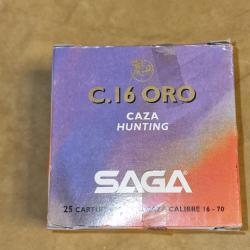 C.16 ORO
CAZA
HUNTING
SAGA
25 CALIBRE 16 - 70